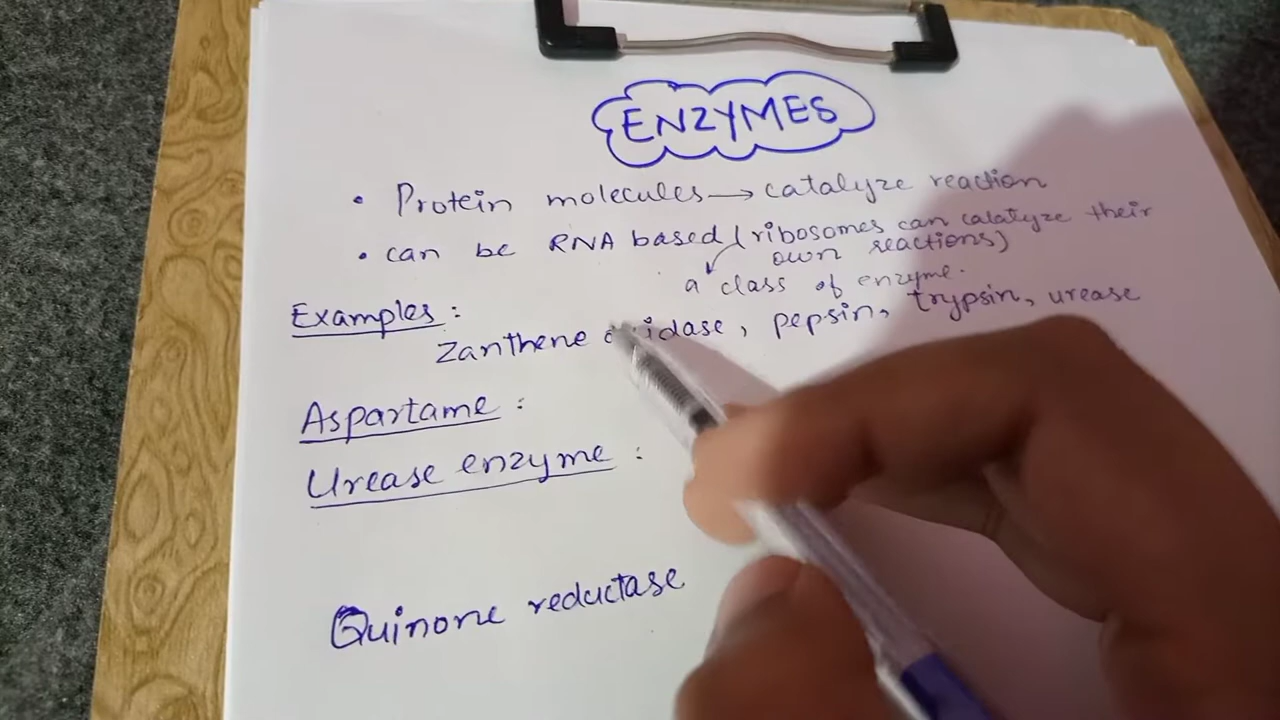 ENZYMES
• Protein molecules → catalyze reaction
• can be RNA based (ribosomes can catalyze their
own reactions)
a class of enzyme.
Examples:
Zanthene oxidase, pepsin, trypsin, urease
Aspartame :
Urease enzyme :
Quinone reductase